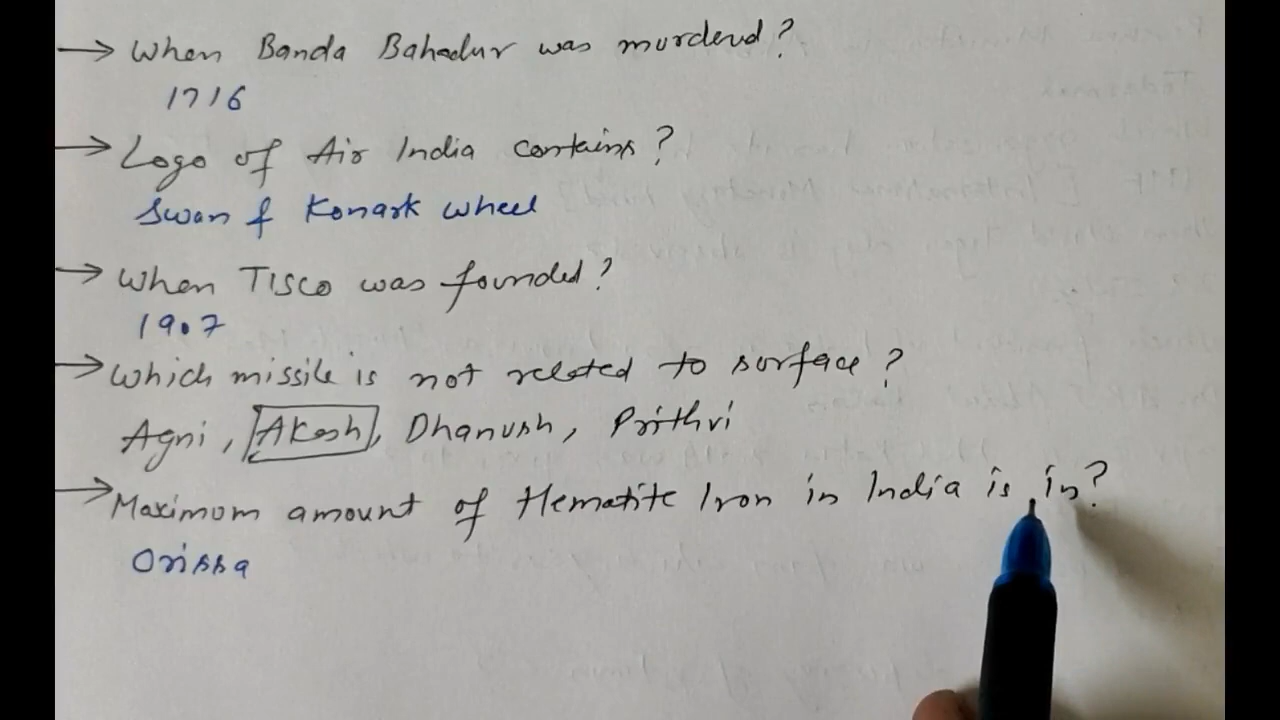 → When Banda Bahadur was murderd?
1716
→ Logo of Air India contains?
Swan & Konark wheel
→ When TISCO was founded?
1907
→ Which missile is not related to surface?
Agni, Akash, Dhanush, Prithvi
→ Maximum amount of Hematite Iron in India is in?
Orissa